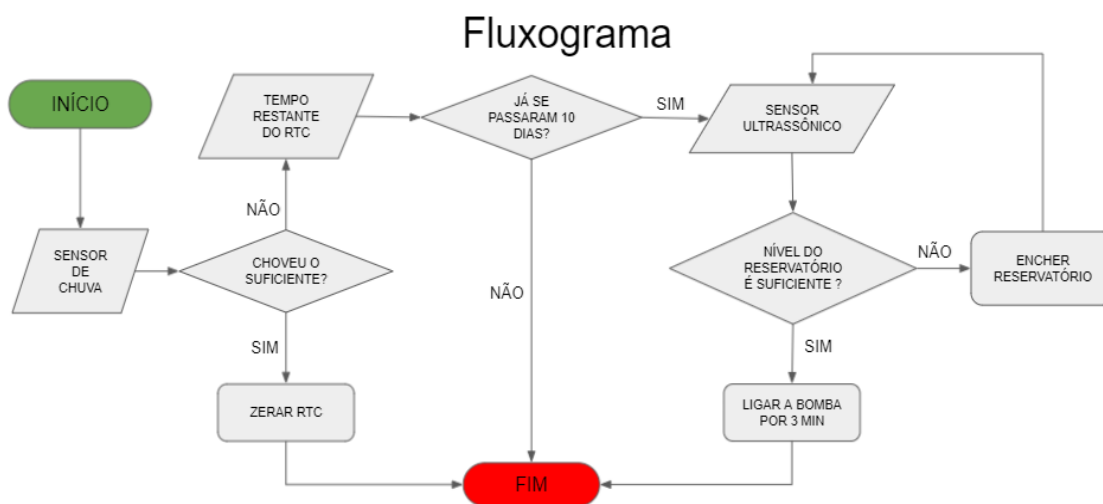 Fluxograma
INÍCIO
SENSOR
DE
CHUVA
CHOVEU O
SUFICIENTE?
NÃO
TEMPO
RESTANTE
DO RTC
SIM
ZERAR RTC
JÁ SE
PASSARAM 10
DIAS?
NÃO
SIM
SENSOR
ULTRASSÔNICO
NÍVEL DO
RESERVATÓRIO
É SUFICIENTE ?
NÃO
ENCHER
RESERVATÓRIO
SIM
LIGAR A BOMBA
POR 3 MIN
FIM